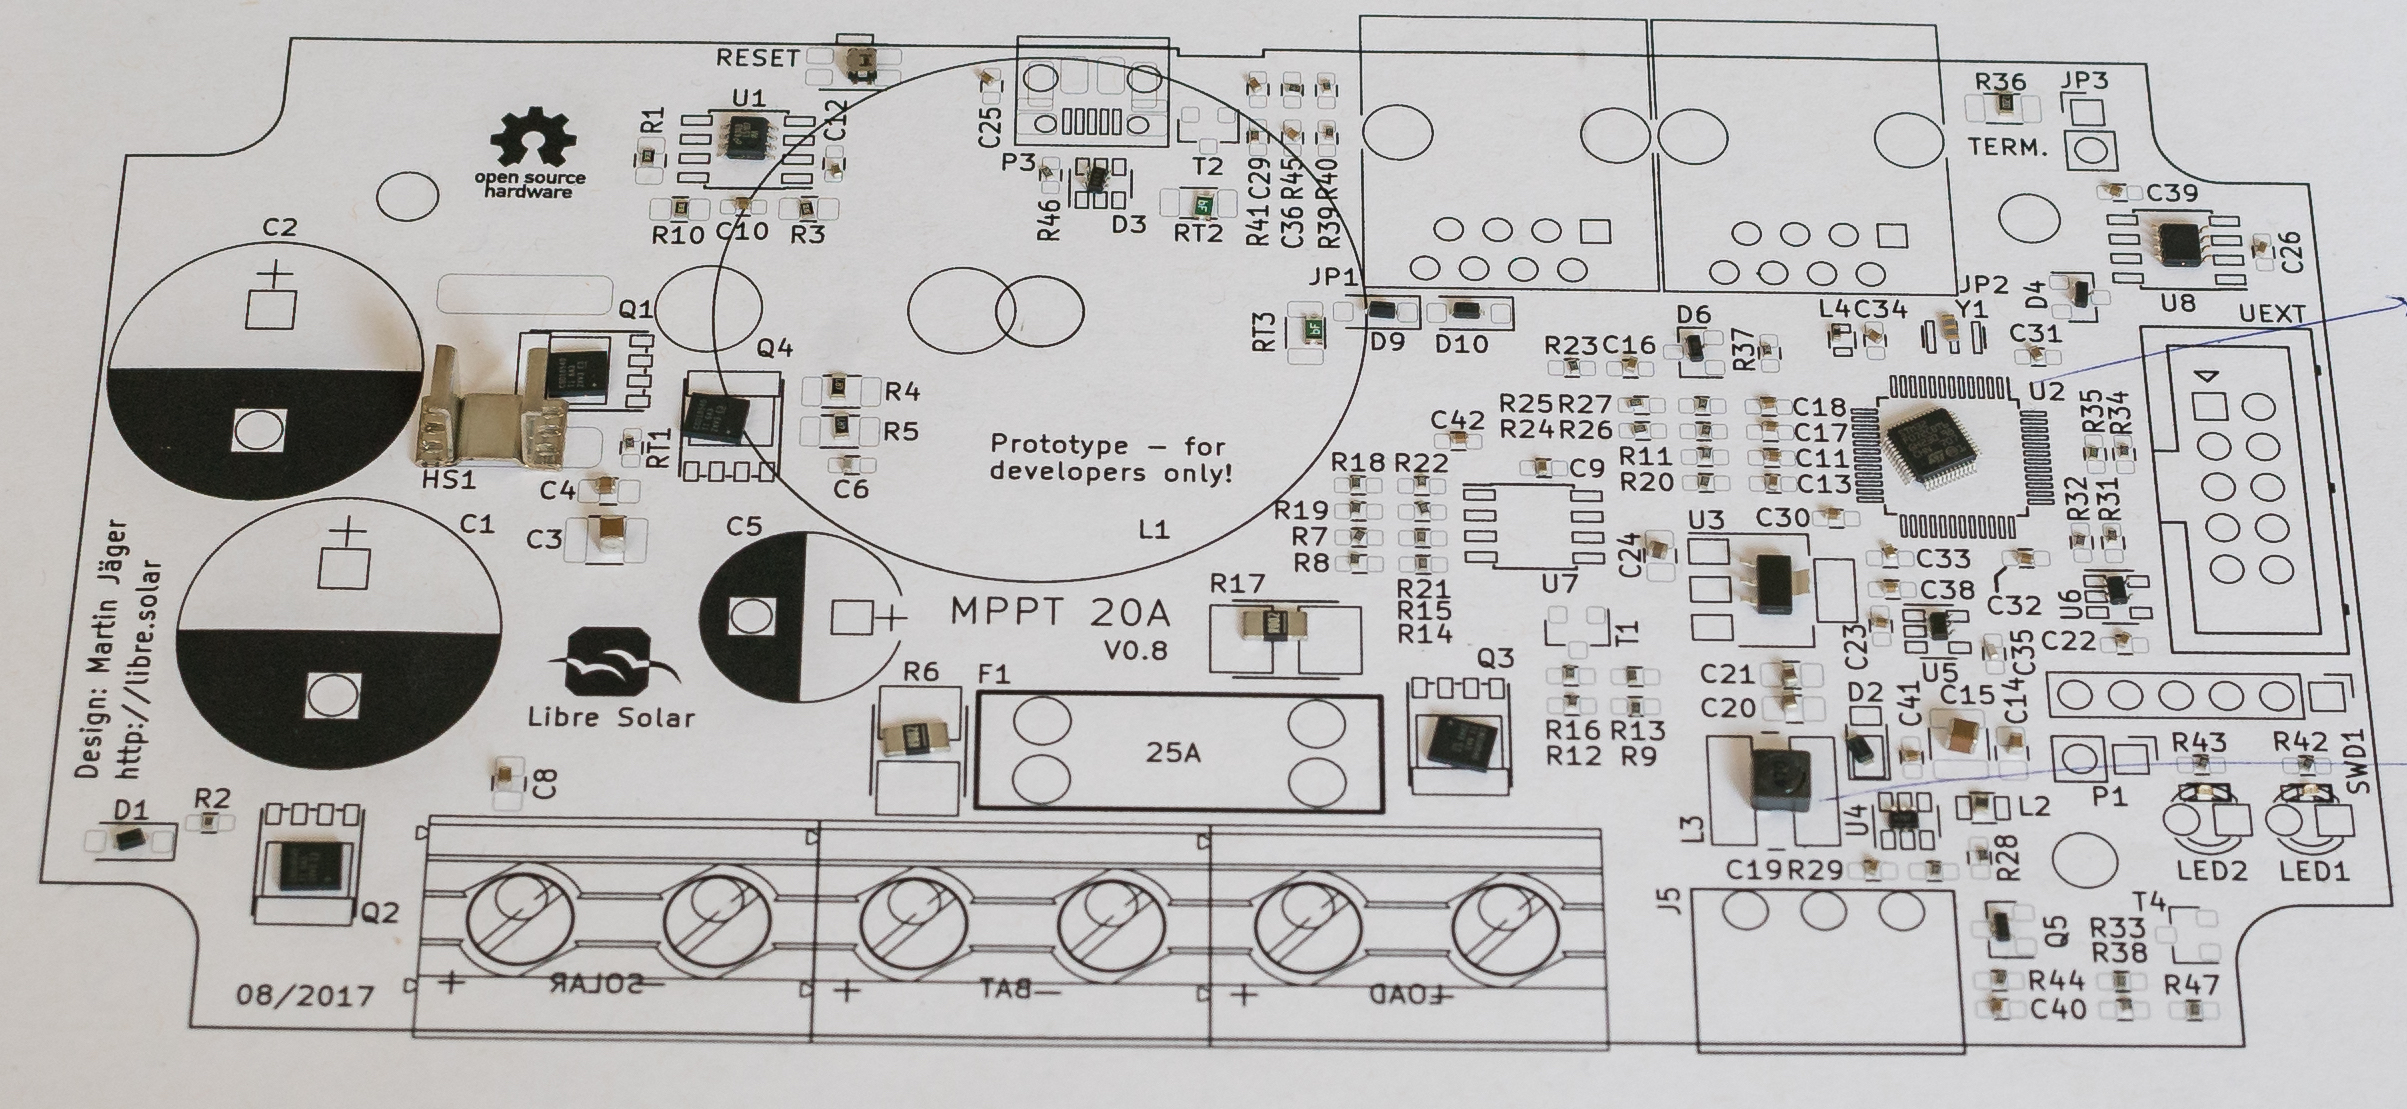 RESET
U1
R1
C12
R10
C10
R3
open source
hardware
C25
P3
T2
R46
D3
RT2
R41
C29
C36
R45
R39
R40
R36
JP3
TERM.
C39
C26
U8
D4
UEXT
C2
Q1
Q4
HS1
RT1
R4
R5
C6
C4
C3
C1
C5
Prototype – for
developers only!
L1
JP1
RT3
D9
D10
JP2
D6
R37
L4
C34
Y1
C31
R23
C16
U2
R35
R34
R25
R27
C18
R24
R26
C17
C42
R11
C11
R20
C13
R18
R22
C9
R19
R7
R8
U3
C30
C24
R32
R31
C33
C38
C32
U7
U6
R21
R15
R14
R17
MPPT 20A
V0.8
T1
C23
U5
C35
C22
Design: Martin Jäger
http://libre.solar
Libre Solar
R6
F1
25A
Q3
C21
C20
R16
R13
R12
R9
D2
C41
C15
C14
P1
R43
R42
SWD1
LED2
LED1
L3
U4
L2
C19
R29
R28
C8
D1
R2
Q2
+
SOLAR
–
+
BAT
–
+
LOAD
–
J5
Q5
T4
R33
R38
R44
R47
C40
08/2017